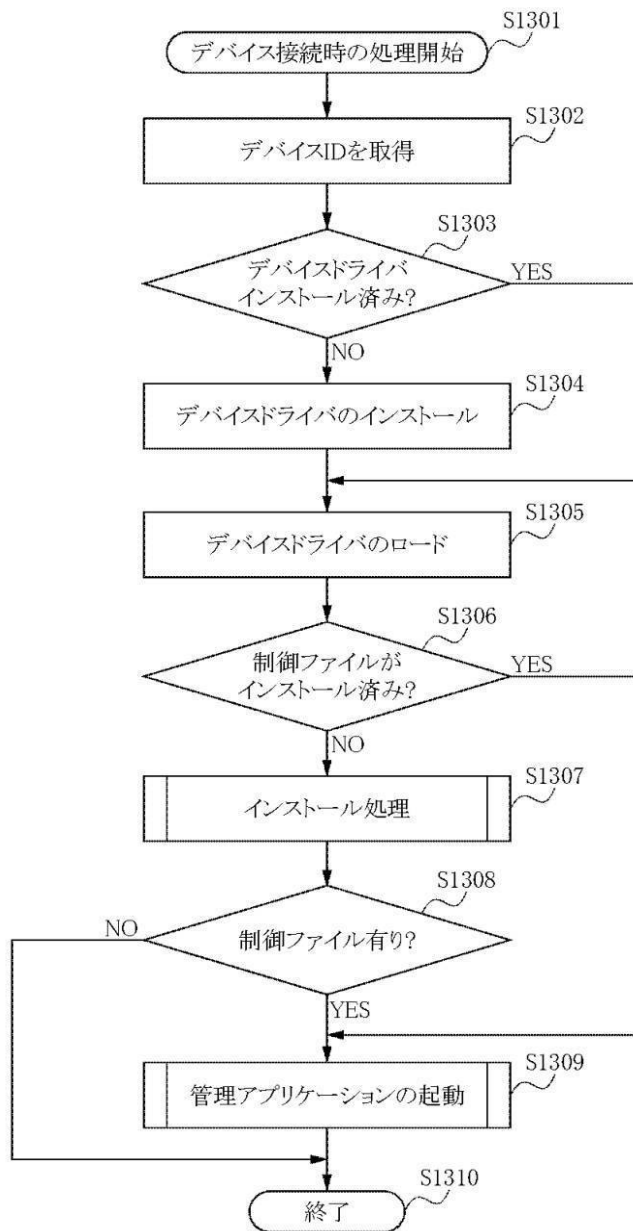 S1301
デバイス接続時の処理開始
S1302
デバイスIDを取得
S1303
デバイスドライバ
インストール済み?
YES
NO
S1304
デバイスドライバのインストール
S1305
デバイスドライバのロード
S1306
制御ファイルが
インストール済み?
YES
NO
S1307
インストール処理
S1308
NO
制御ファイル有り?
YES
S1309
管理アプリケーションの起動
S1310
終了